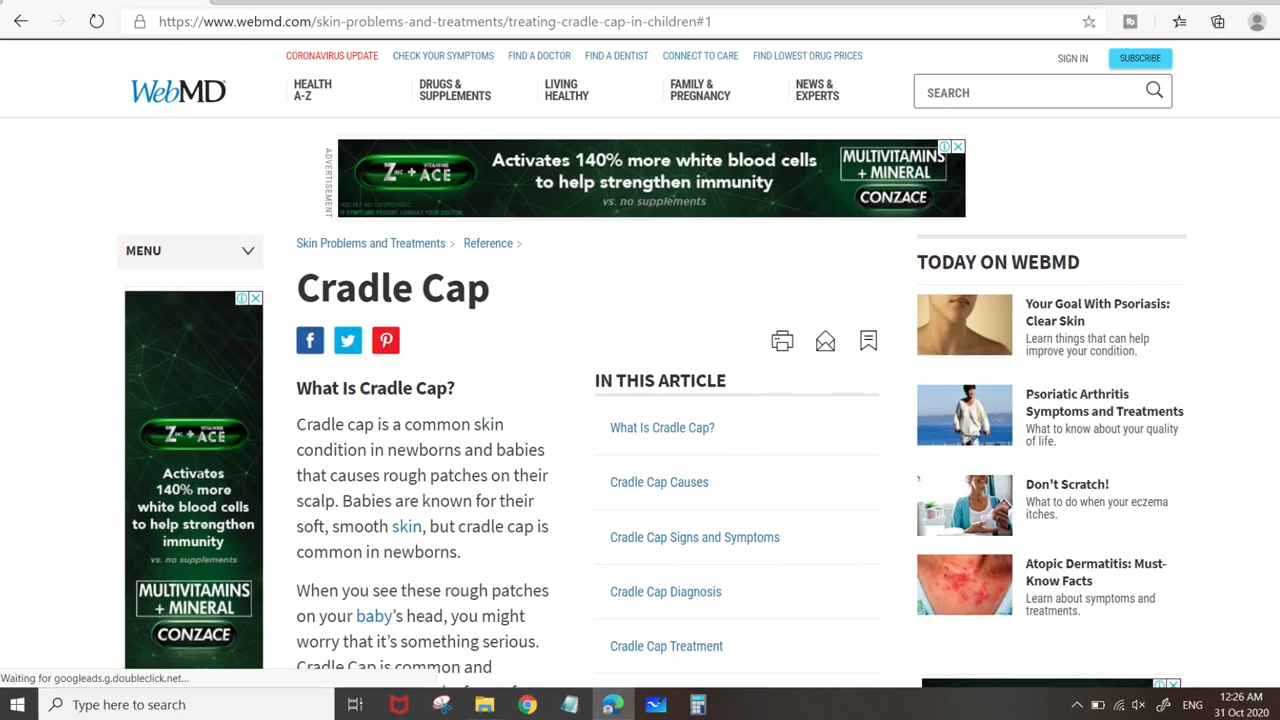 https://www.webmd.com/skin-problems-and-treatments/treating-cradle-cap-in-children#1
CORONAVIRUS UPDATE CHECK YOUR SYMPTOMS FIND A DOCTOR FIND A DENTIST CONNECT TO CARE FIND LOWEST DRUG PRICES SIGN IN SUBSCRIBE
WebMD
HEALTH A-Z
DRUGS & SUPPLEMENTS
LIVING HEALTHY
FAMILY & PREGNANCY
NEWS & EXPERTS
SEARCH
ADVERTISEMENT
ZINC + VITAMINS ACE
Activates 140% more white blood cells
to help strengthen immunity
vs. no supplements
MULTIVITAMINS
+ MINERAL
CONZACE
MENU
Skin Problems and Treatments > Reference >
Cradle Cap
What Is Cradle Cap?
Cradle cap is a common skin
condition in newborns and babies
that causes rough patches on their
scalp. Babies are known for their
soft, smooth skin, but cradle cap is
common in newborns.
When you see these rough patches
on your baby's head, you might
worry that it's something serious.
Cradle Cap is common and
IN THIS ARTICLE
What Is Cradle Cap?
Cradle Cap Causes
Cradle Cap Signs and Symptoms
Cradle Cap Diagnosis
Cradle Cap Treatment
TODAY ON WEBMD
Your Goal With Psoriasis:
Clear Skin
Learn things that can help
improve your condition.
Psoriatic Arthritis
Symptoms and Treatments
What to know about your quality
of life.
Don't Scratch!
What to do when your eczema
itches.
Atopic Dermatitis: Must-
Know Facts
Learn about symptoms and
treatments.
ZINC + VITAMINS ACE
Activates
140% more
white blood cells
to help strengthen
immunity
vs. no supplements
MULTIVITAMINS
+ MINERAL
CONZACE
Waiting for googleads.g.doubleclick.net...
Type here to search
ENG
12:26 AM
31 Oct 2020